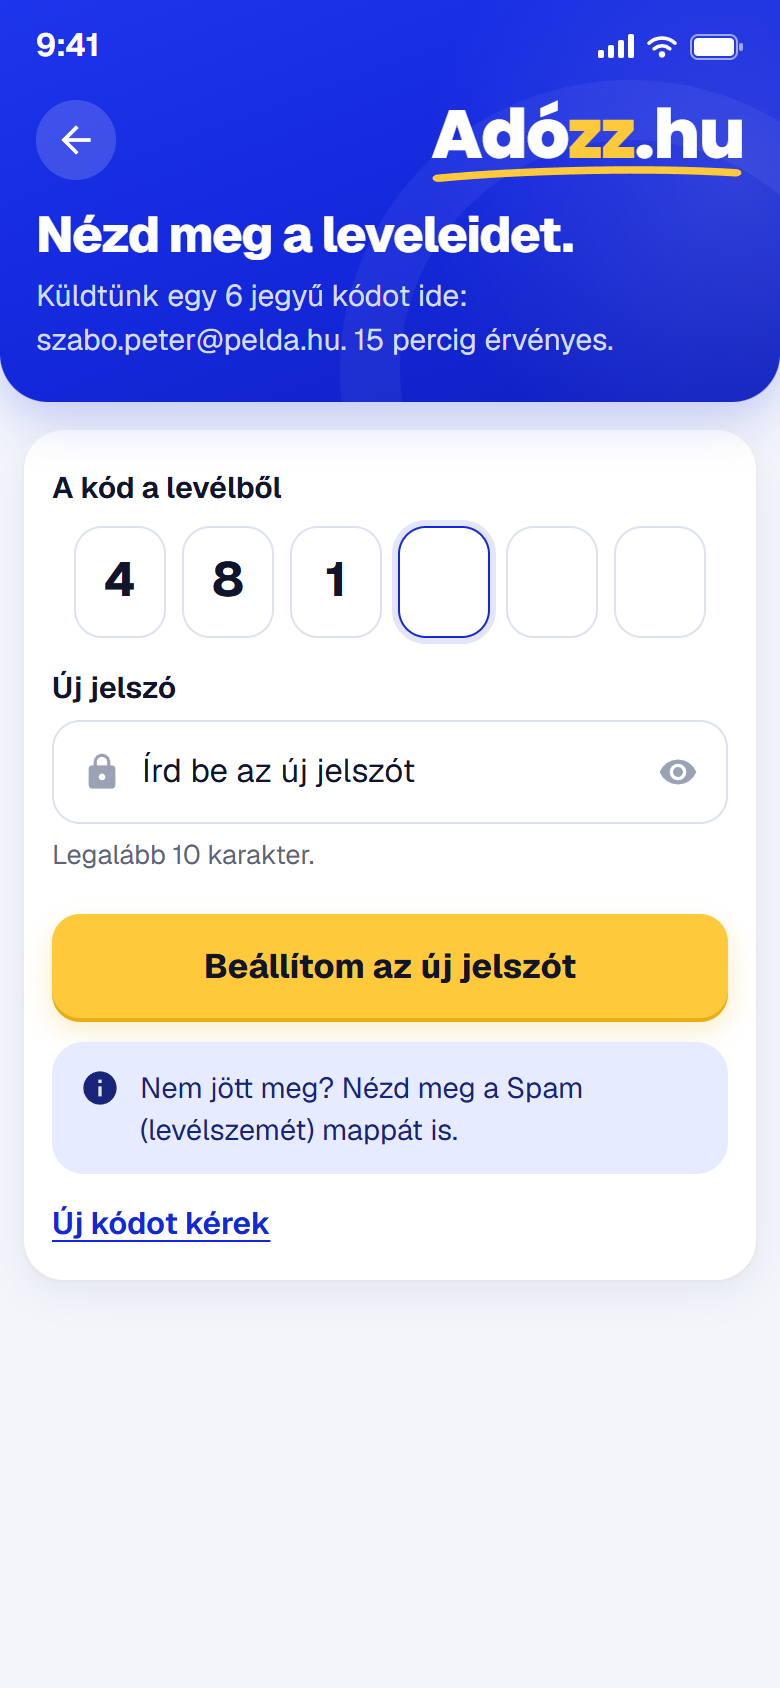 9:41
Adózz.hu
Nézd meg a leveleidet.
Küldtünk egy 6 jegyű kódot ide:
szabo.peter@pelda.hu. 15 percig érvényes.
A kód a levélből
4 8 1
Új jelszó
Írd be az új jelszót
Legalább 10 karakter.
Beállítom az új jelszót
Nem jött meg? Nézd meg a Spam
(levélszemét) mappát is.
Új kódot kérek